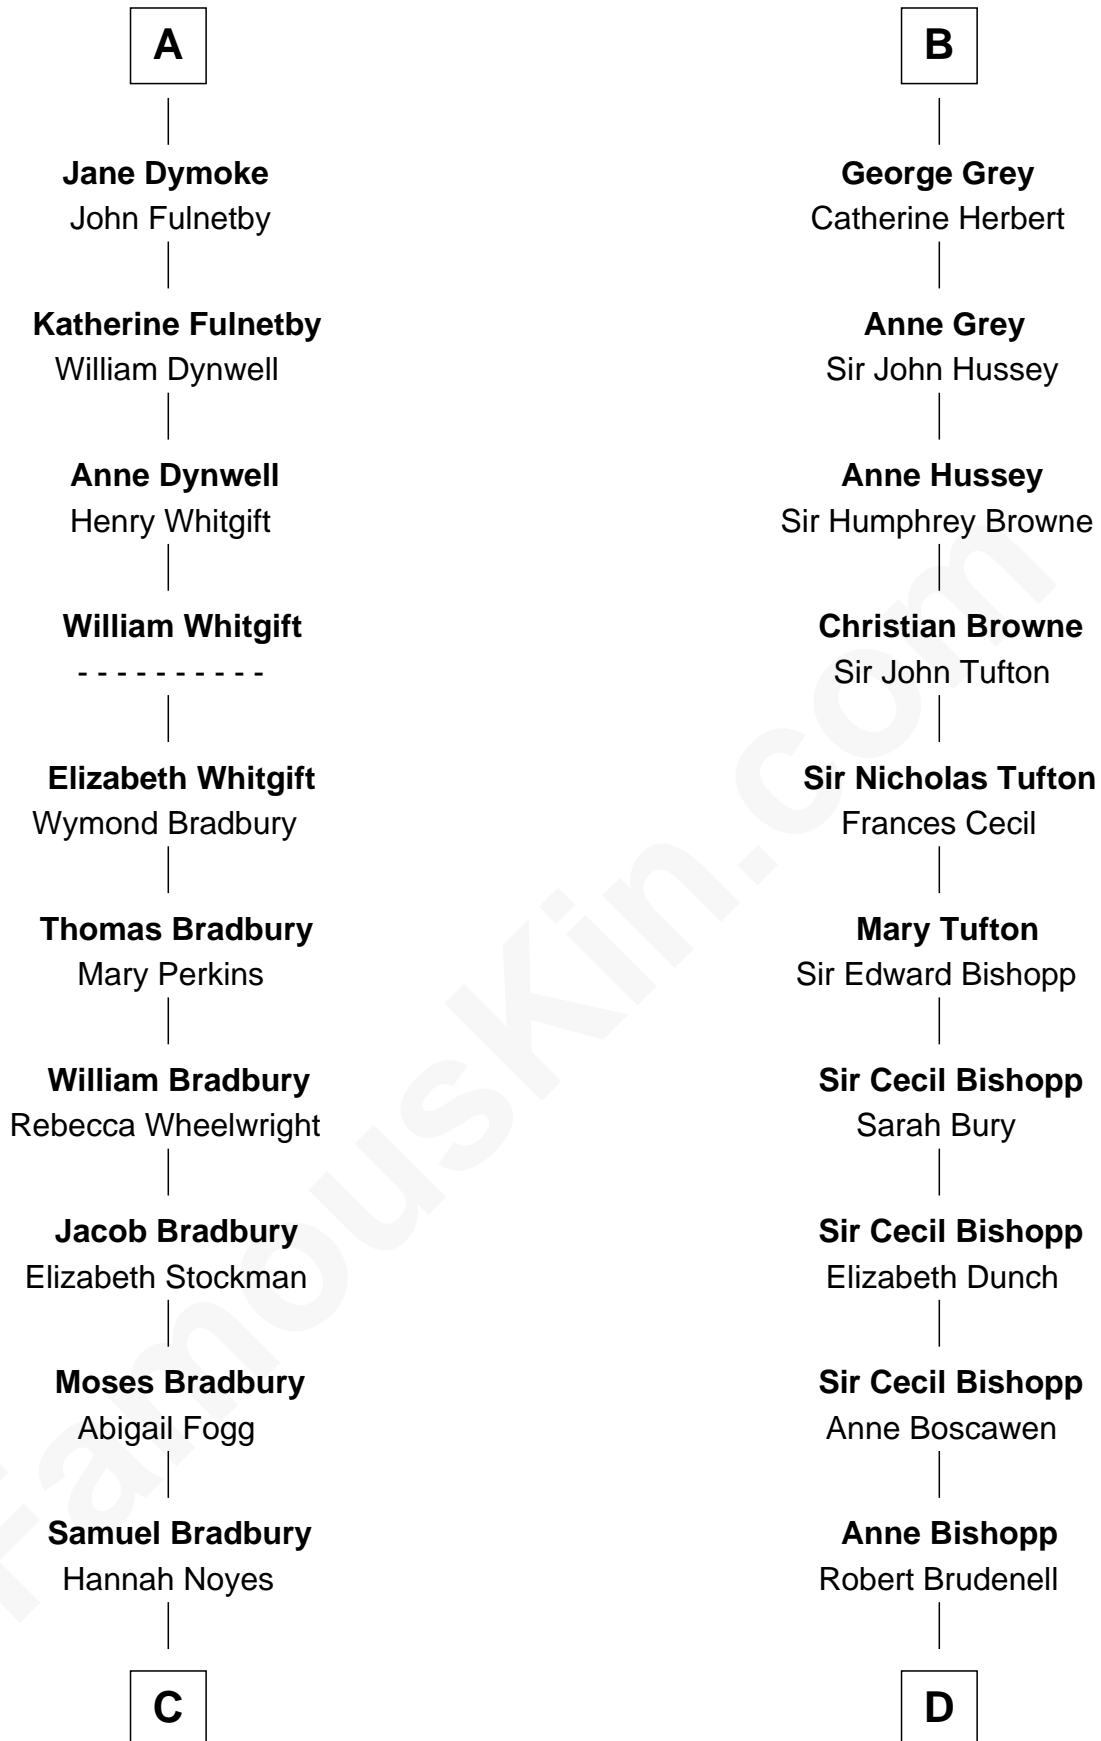 A
Jane Dymoke
John Fulnetby
Katherine Fulnetby
William Dynwell
Anne Dynwell
Henry Whitgift
William Whitgift
- - - - - - - - - -
Elizabeth Whitgift
Wymond Bradbury
Thomas Bradbury
Mary Perkins
William Bradbury
Rebecca Wheelwright
Jacob Bradbury
Elizabeth Stockman
Moses Bradbury
Abigail Fogg
Samuel Bradbury
Hannah Noyes
C
B
George Grey
Catherine Herbert
Anne Grey
Sir John Hussey
Anne Hussey
Sir Humphrey Browne
Christian Browne
Sir John Tufton
Sir Nicholas Tufton
Frances Cecil
Mary Tufton
Sir Edward Bishopp
Sir Cecil Bishopp
Sarah Bury
Sir Cecil Bishopp
Elizabeth Dunch
Sir Cecil Bishopp
Anne Boscawen
Anne Bishopp
Robert Brudenell
D
FamousKin.com